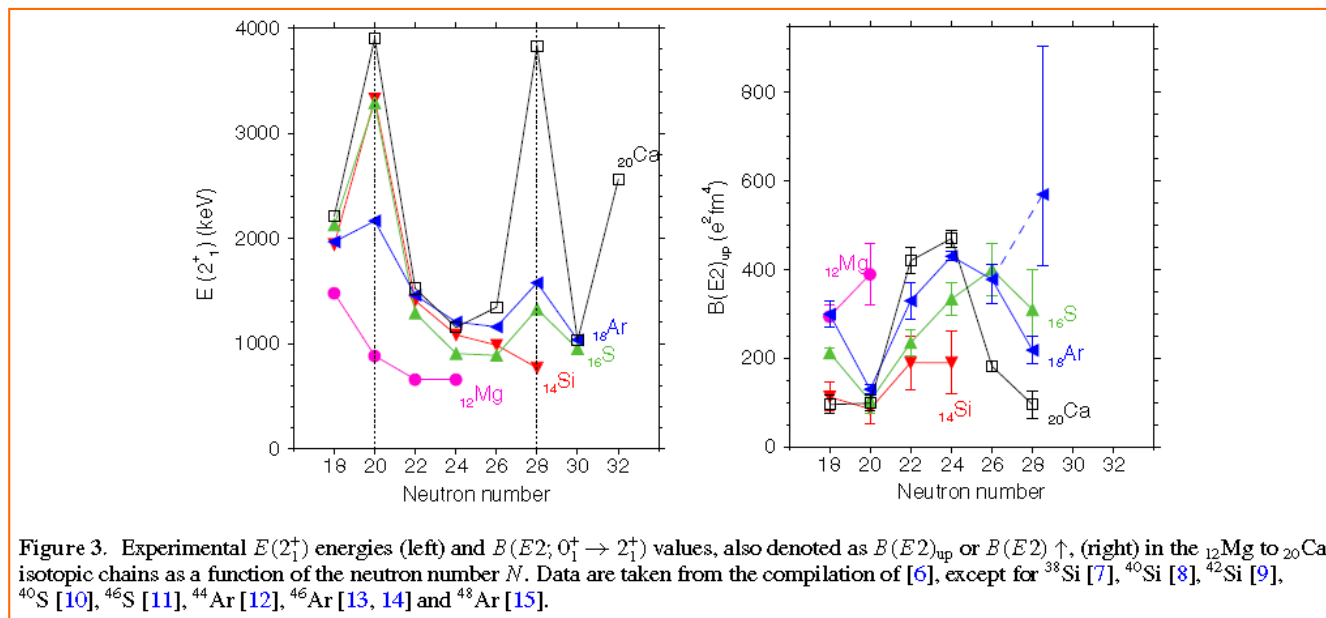 4000
3000
2000
1000
0
E (2⁺₁) (keV)
18 20 22 24 26 28 30 32
Neutron number
₂₀Ca
₁₈Ar
₁₆S
₁₄Si
₁₂Mg
800
600
400
200
0
B(E2)up (e²fm⁴)
18 20 22 24 26 28 30 32
Neutron number
₁₂Mg
₁₆S
₁₈Ar
₁₄Si
₂₀Ca
Figure 3. Experimental E(2⁺₁) energies (left) and B(E2; 0⁺₁ → 2⁺₁) values, also denoted as B(E2)up or B(E2) ↑, (right) in the ₁₂Mg to ₂₀Ca
isotopic chains as a function of the neutron number N. Data are taken from the compilation of [6], except for ³⁸Si [7], ⁴⁰Si [8], ⁴²Si [9],
⁴⁰S [10], ⁴⁶S [11], ⁴⁴Ar [12], ⁴⁶Ar [13, 14] and ⁴⁸Ar [15].